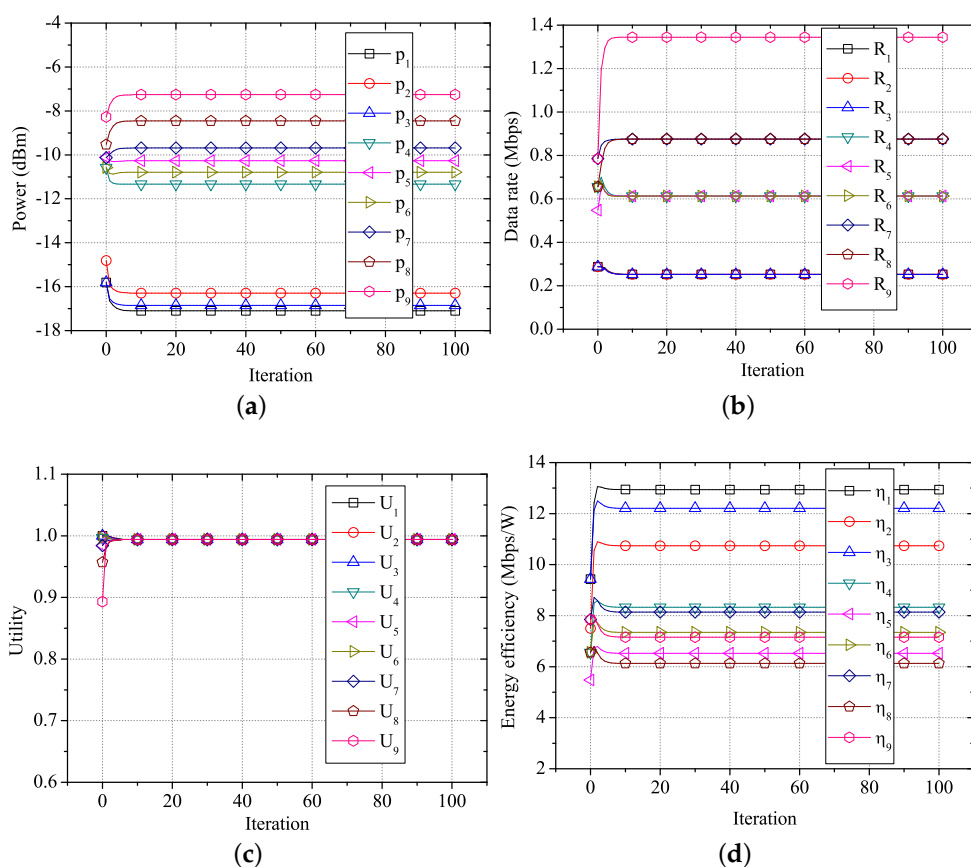 -4
-6
-8
-10
-12
-14
-16
-18
Power (dBm)
0 20 40 60 80 100
Iteration
p1
p2
p3
p4
p5
p6
p7
p8
p9
(a)
1.4
1.2
1.0
0.8
0.6
0.4
0.2
0.0
Data rate (Mbps)
0 20 40 60 80 100
Iteration
R1
R2
R3
R4
R5
R6
R7
R8
R9
(b)
1.1
1.0
0.9
0.8
0.7
0.6
Utility
0 20 40 60 80 100
Iteration
U1
U2
U3
U4
U5
U6
U7
U8
U9
(c)
14
12
10
8
6
4
2
Energy efficiency (Mbps/W)
0 20 40 60 80 100
Iteration
η1
η2
η3
η4
η5
η6
η7
η8
η9
(d)